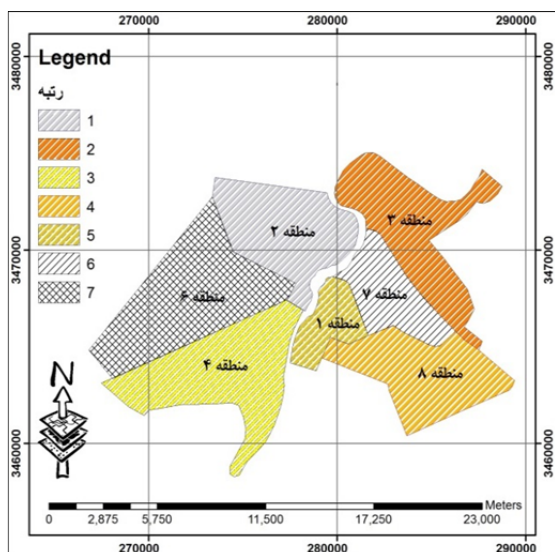 270000 280000 290000
Legend
رتبه
1
2
3
4
5
6
7
3480000
3480000
3470000
3470000
3460000
3460000
منطقه ۳
منطقه ۲
منطقه ۷
منطقه ۶
منطقه ۱
منطقه ۴
منطقه ۸
N
Meters
0 2,875 5,750 11,500 17,250 23,000
270000 280000 290000